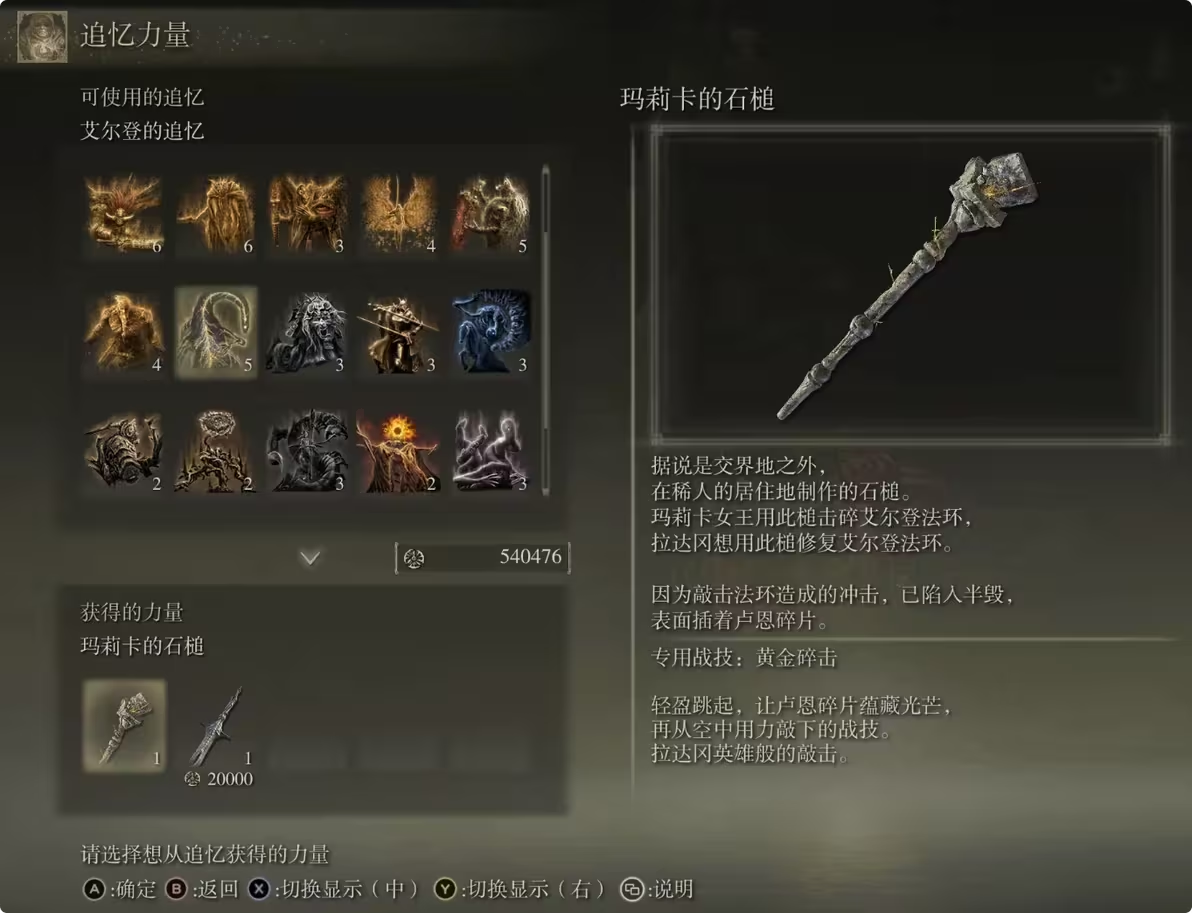 追忆力量
可使用的追忆
艾尔登的追忆
6 6 3 4 5
4 5 3 3 3
2 2 3 2 3
540476
获得的力量
玛莉卡的石槌
1 1
20000
请选择想从追忆获得的力量
A:确定 B:返回 X:切换显示（中） Y:切换显示（右） :说明
玛莉卡的石槌
据说是交界地之外，
在稀人的居住地制作的石槌。
玛莉卡女王用此槌击碎艾尔登法环，
拉达冈想用此槌修复艾尔登法环。
因为敲击法环造成的冲击，已陷入半毁，
表面插着卢恩碎片。
专用战技：黄金碎击
轻盈跳起，让卢恩碎片蕴藏光芒，
再从空中用力敲下的战技。
拉达冈英雄般的敲击。